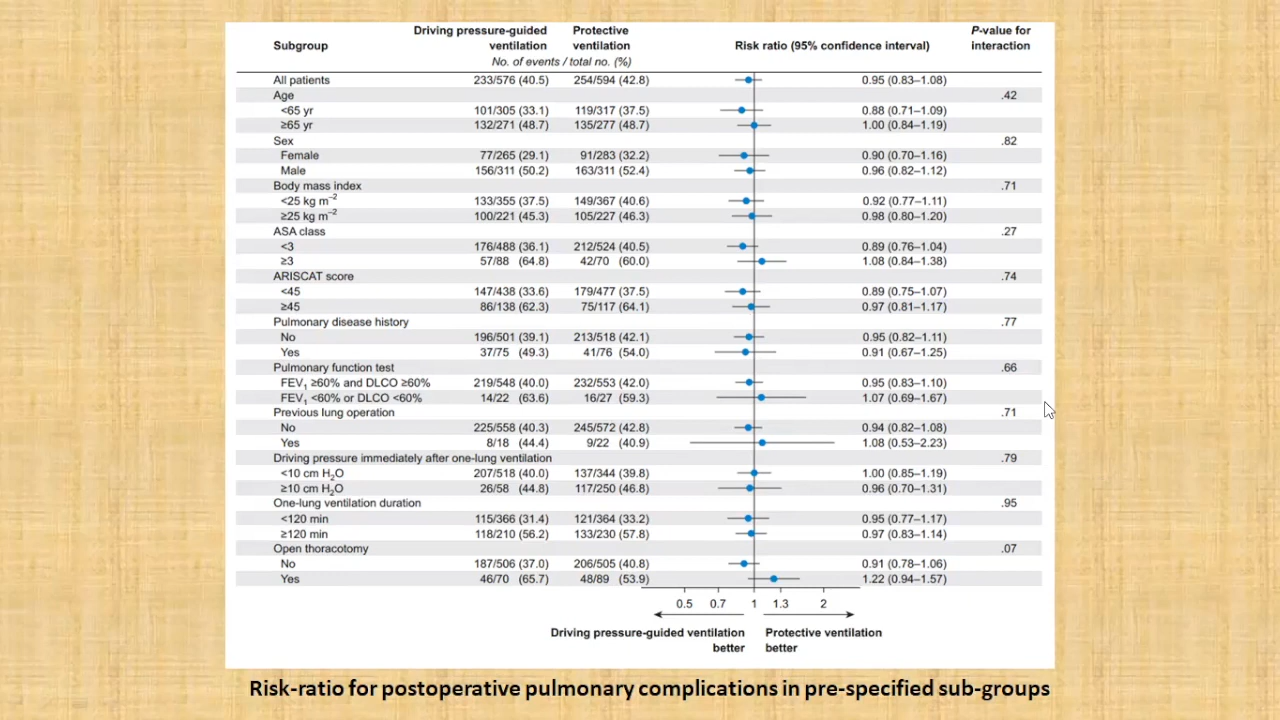 Subgroup Driving pressure-guided ventilation Protective ventilation Risk ratio (95% confidence interval) P-value for interaction
No. of events / total no. (%)
All patients 233/576 (40.5) 254/594 (42.8) 0.95 (0.83–1.08)
Age .42
<65 yr 101/305 (33.1) 119/317 (37.5) 0.88 (0.71–1.09)
≥65 yr 132/271 (48.7) 135/277 (48.7) 1.00 (0.84–1.19)
Sex .82
Female 77/265 (29.1) 91/283 (32.2) 0.90 (0.70–1.16)
Male 156/311 (50.2) 163/311 (52.4) 0.96 (0.82–1.12)
Body mass index .71
<25 kg m⁻² 133/355 (37.5) 149/367 (40.6) 0.92 (0.77–1.11)
≥25 kg m⁻² 100/221 (45.3) 105/227 (46.3) 0.98 (0.80–1.20)
ASA class .27
<3 176/488 (36.1) 212/524 (40.5) 0.89 (0.76–1.04)
≥3 57/88 (64.8) 42/70 (60.0) 1.08 (0.84–1.38)
ARISCAT score .74
<45 147/438 (33.6) 179/477 (37.5) 0.89 (0.75–1.07)
≥45 86/138 (62.3) 75/117 (64.1) 0.97 (0.81–1.17)
Pulmonary disease history .77
No 196/501 (39.1) 213/518 (42.1) 0.95 (0.82–1.11)
Yes 37/75 (49.3) 41/76 (54.0) 0.91 (0.67–1.25)
Pulmonary function test .66
FEV₁ ≥60% and DLCO ≥60% 219/548 (40.0) 232/553 (42.0) 0.95 (0.83–1.10)
FEV₁ <60% or DLCO <60% 14/22 (63.6) 16/27 (59.3) 1.07 (0.69–1.67)
Previous lung operation .71
No 225/558 (40.3) 245/572 (42.8) 0.94 (0.82–1.08)
Yes 8/18 (44.4) 9/22 (40.9) 1.08 (0.53–2.23)
Driving pressure immediately after one-lung ventilation .79
<10 cm H₂O 207/518 (40.0) 137/344 (39.8) 1.00 (0.85–1.19)
≥10 cm H₂O 26/58 (44.8) 117/250 (46.8) 0.96 (0.70–1.31)
One-lung ventilation duration .95
<120 min 115/366 (31.4) 121/364 (33.2) 0.95 (0.77–1.17)
≥120 min 118/210 (56.2) 133/230 (57.8) 0.97 (0.83–1.14)
Open thoracotomy .07
No 187/506 (37.0) 206/505 (40.8) 0.91 (0.78–1.06)
Yes 46/70 (65.7) 48/89 (53.9) 1.22 (0.94–1.57)
0.5 0.7 1 1.3 2
Driving pressure-guided ventilation better Protective ventilation better
Risk-ratio for postoperative pulmonary complications in pre-specified sub-groups